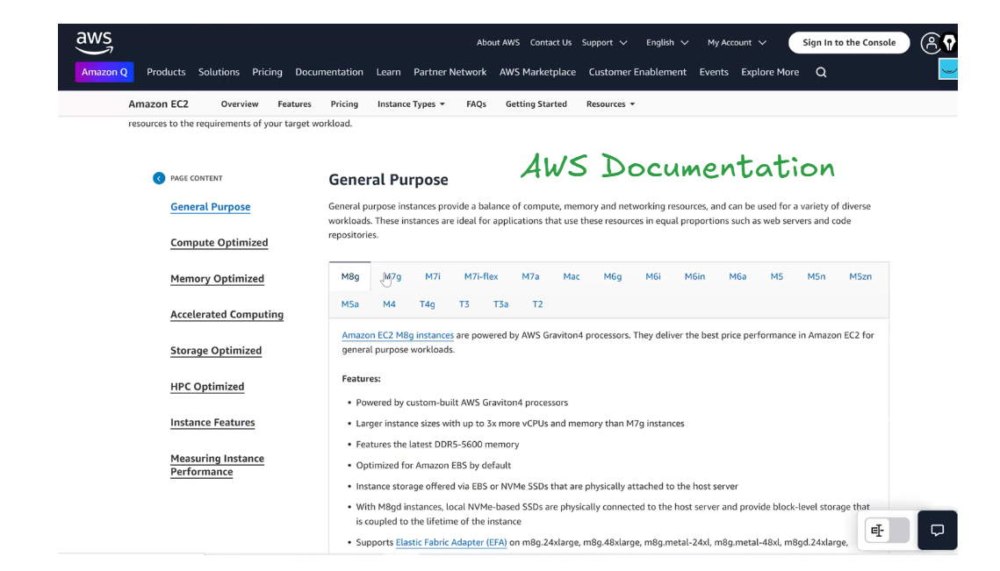 aws
About AWS Contact Us Support English My Account Sign In to the Console
Amazon Q Products Solutions Pricing Documentation Learn Partner Network AWS Marketplace Customer Enablement Events Explore More
Amazon EC2 Overview Features Pricing Instance Types FAQs Getting Started Resources
resources to the requirements of your target workload.
AWS Documentation
PAGE CONTENT
General Purpose
Compute Optimized
Memory Optimized
Accelerated Computing
Storage Optimized
HPC Optimized
Instance Features
Measuring Instance
Performance
General Purpose
General purpose instances provide a balance of compute, memory and networking resources, and can be used for a variety of diverse
workloads. These instances are ideal for applications that use these resources in equal proportions such as web servers and code
repositories.
M8g M7g M7i M7i-flex M7a Mac M6g M6i M6in M6a M5 M5n M5zn
M5a M4 T4g T3 T3a T2
Amazon EC2 M8g instances are powered by AWS Graviton4 processors. They deliver the best price performance in Amazon EC2 for
general purpose workloads.
Features:
• Powered by custom-built AWS Graviton4 processors
• Larger instance sizes with up to 3x more vCPUs and memory than M7g instances
• Features the latest DDR5-5600 memory
• Optimized for Amazon EBS by default
• Instance storage offered via EBS or NVMe SSDs that are physically attached to the host server
• With M8gd instances, local NVMe-based SSDs are physically connected to the host server and provide block-level storage that
is coupled to the lifetime of the instance
• Supports Elastic Fabric Adapter (EFA) on m8g.24xlarge, m8g.48xlarge, m8g.metal-24xl, m8g.metal-48xl, m8gd.24xlarge,